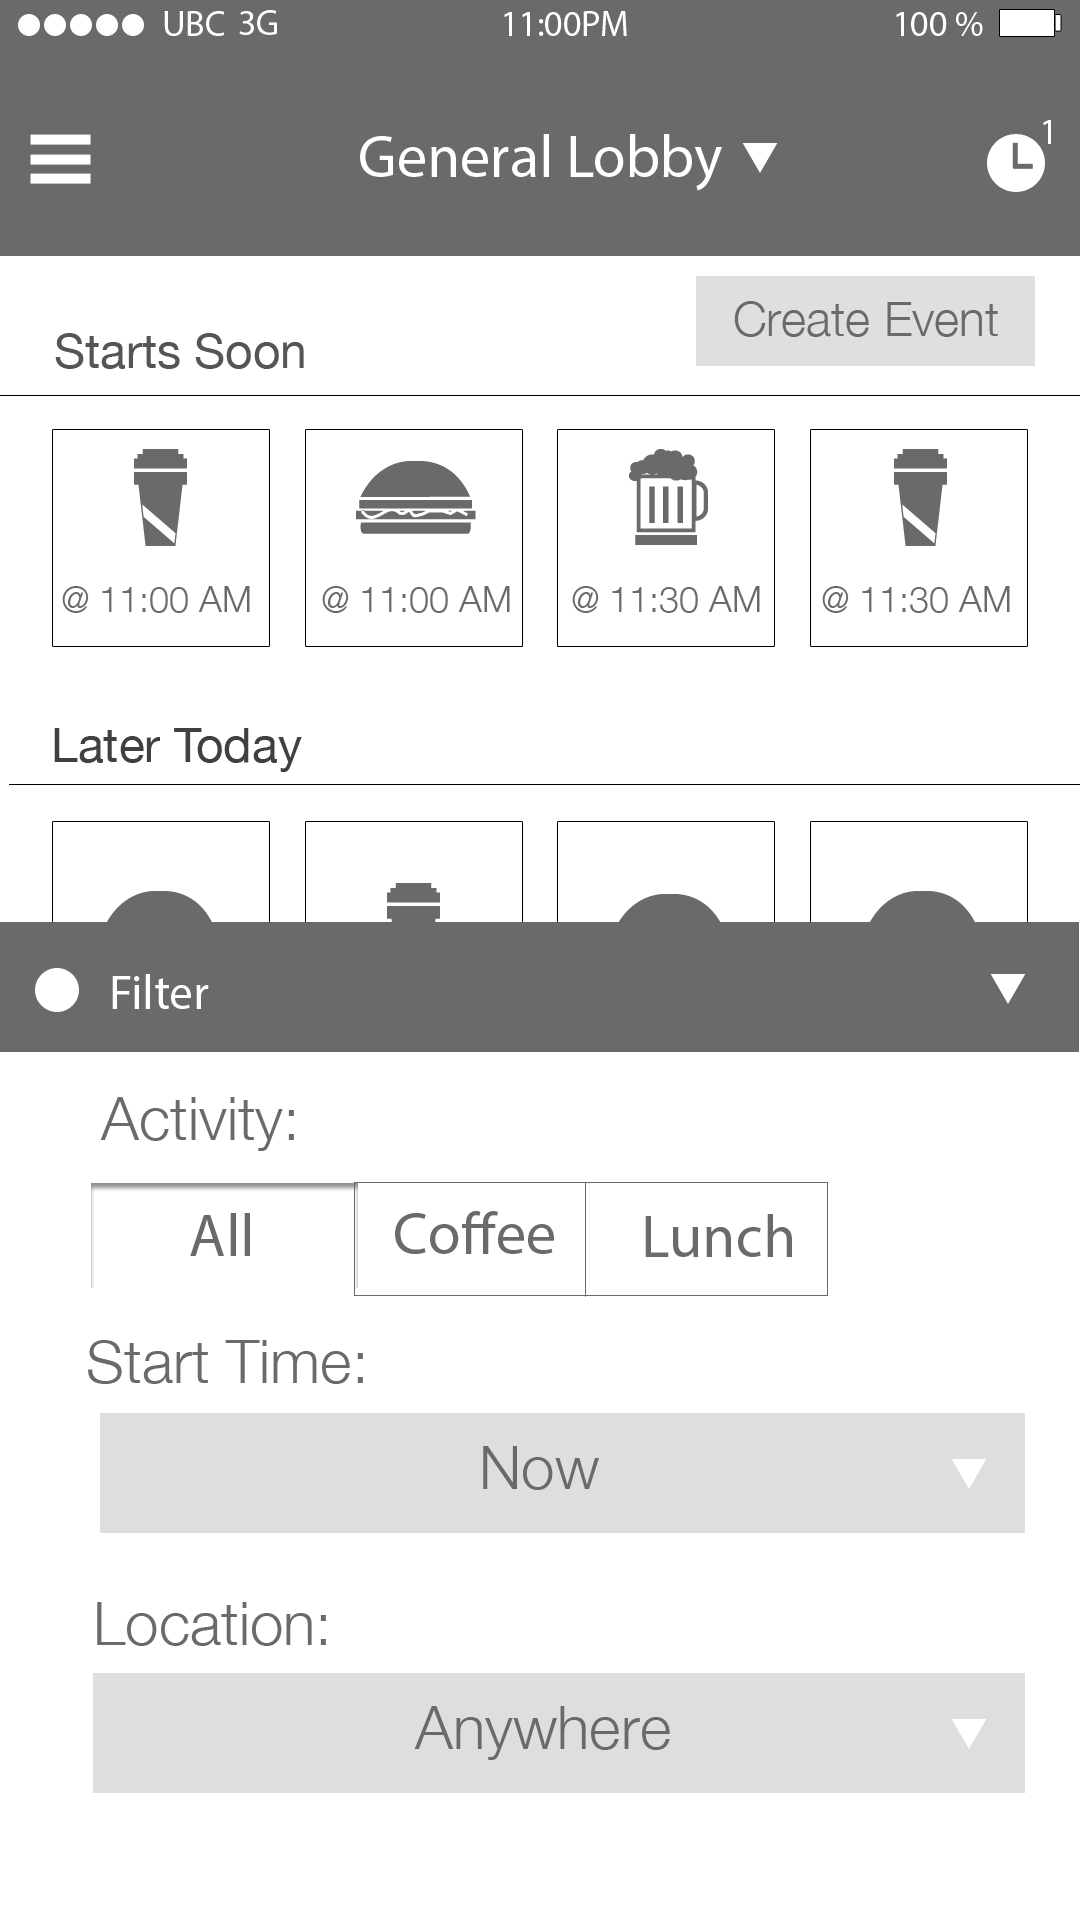 UBC 3G 11:00PM 100 %
General Lobby 1
Create Event
Starts Soon
@ 11:00 AM @ 11:00 AM @ 11:30 AM @ 11:30 AM
Later Today
Filter
Activity:
All Coffee Lunch
Start Time:
Now
Location:
Anywhere